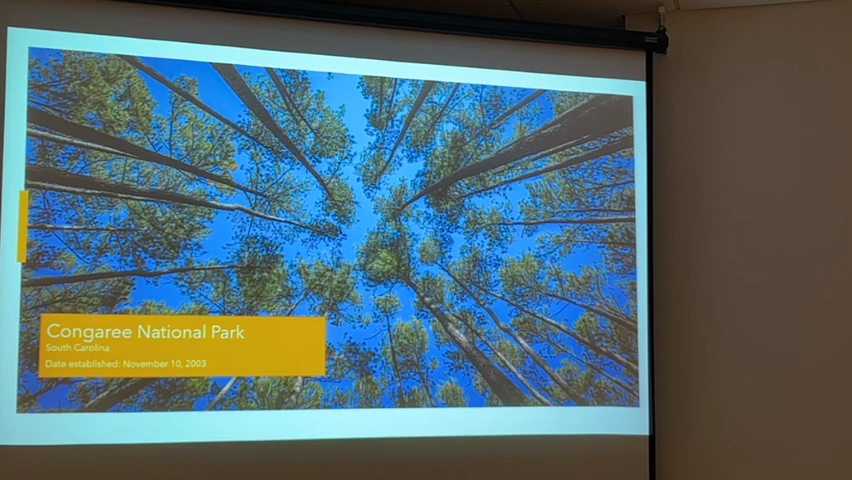 Congaree National Park
South Carolina
Date established: November 10, 2003